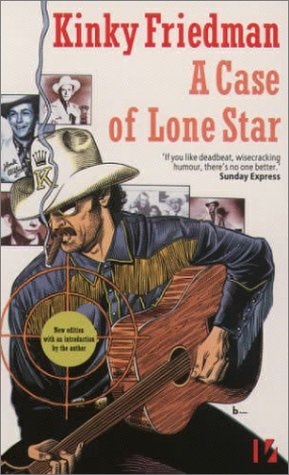 Kinky Friedman
A Case
of Lone Star
'If you like deadbeat, wisecracking
humour, there's no one better.'
Sunday Express
K
New edition
with an introduction
by the author
b